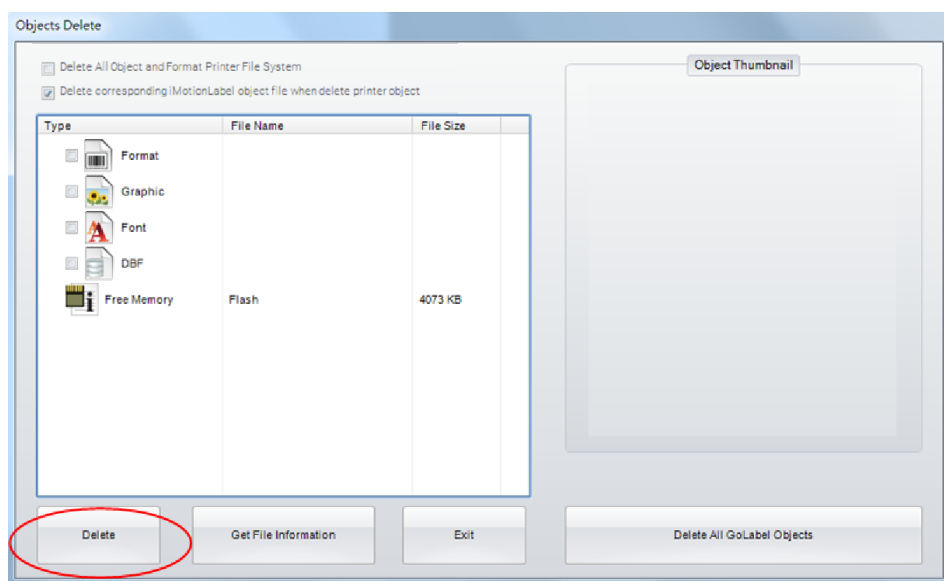 Objects Delete
Delete All Object and Format Printer File System
Object Thumbnail
Delete corresponding iMotionLabel object file when delete printer object
Type File Name File Size
Format
Graphic
Font
DBF
Free Memory Flash 4073 KB
Delete Get File Information Exit Delete All GoLabel Objects